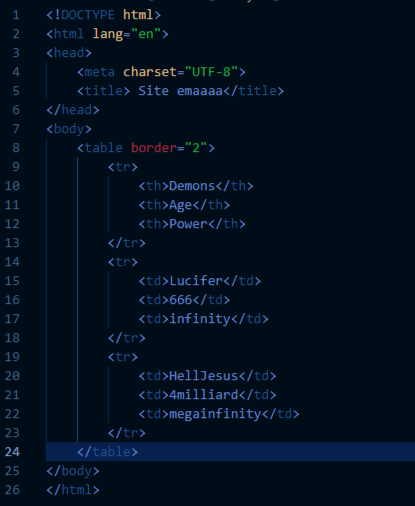 1 <!DOCTYPE html>
2 <html lang="en">
3 <head>
4 <meta charset="UTF-8">
5 <title> Site emaaaa</title>
6 </head>
7 <body>
8 <table border="2">
9 <tr>
10 <th>Demons</th>
11 <th>Age</th>
12 <th>Power</th>
13 </tr>
14 <tr>
15 <td>Lucifer</td>
16 <td>666</td>
17 <td>infinity</td>
18 </tr>
19 <tr>
20 <td>HellJesus</td>
21 <td>4milliard</td>
22 <td>megainfinity</td>
23 </tr>
24 </table>
25 </body>
26 </html>